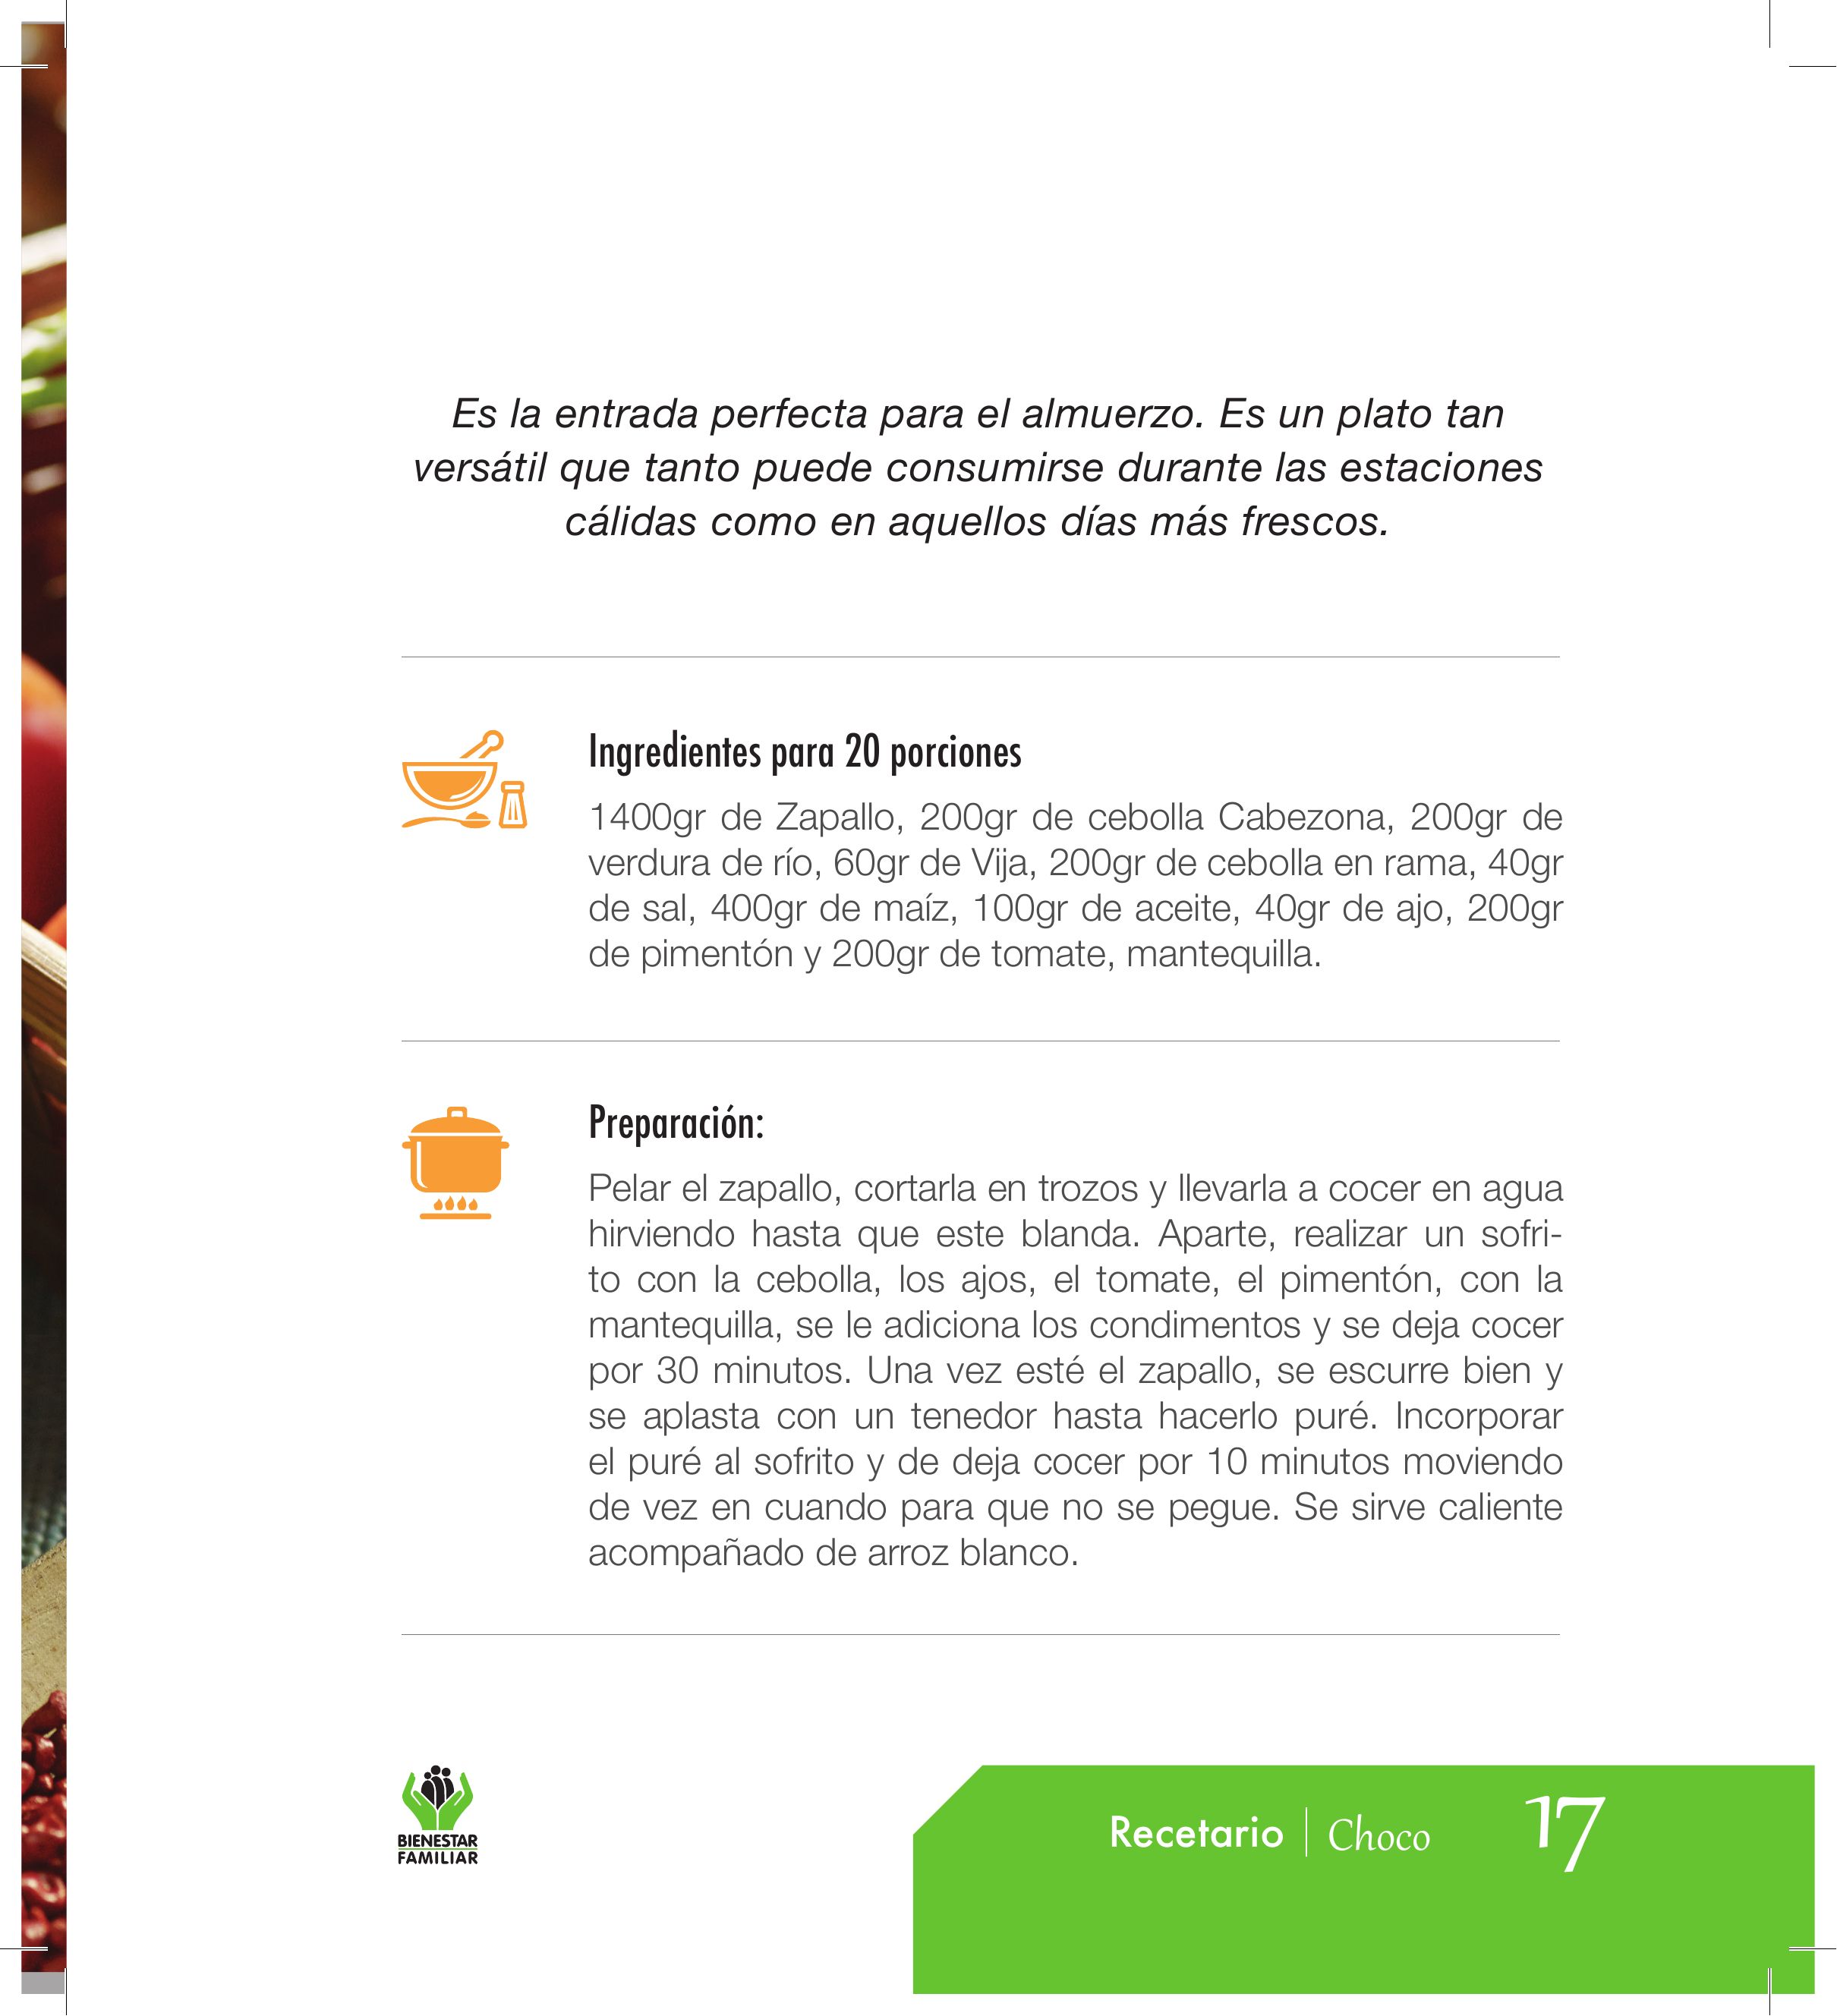 Es la entrada perfecta para el almuerzo. Es un plato tan
versátil que tanto puede consumirse durante las estaciones
cálidas como en aquellos días más frescos.
Ingredientes para 20 porciones
1400gr de Zapallo, 200gr de cebolla Cabezona, 200gr de
verdura de río, 60gr de Vija, 200gr de cebolla en rama, 40gr
de sal, 400gr de maíz, 100gr de aceite, 40gr de ajo, 200gr
de pimentón y 200gr de tomate, mantequilla.
Preparación:
Pelar el zapallo, cortarla en trozos y llevarla a cocer en agua
hirviendo hasta que este blanda. Aparte, realizar un sofri-
to con la cebolla, los ajos, el tomate, el pimentón, con la
mantequilla, se le adiciona los condimentos y se deja cocer
por 30 minutos. Una vez esté el zapallo, se escurre bien y
se aplasta con un tenedor hasta hacerlo puré. Incorporar
el puré al sofrito y de deja cocer por 10 minutos moviendo
de vez en cuando para que no se pegue. Se sirve caliente
acompañado de arroz blanco.
BIENESTAR
FAMILIAR
Recetario | Choco 17